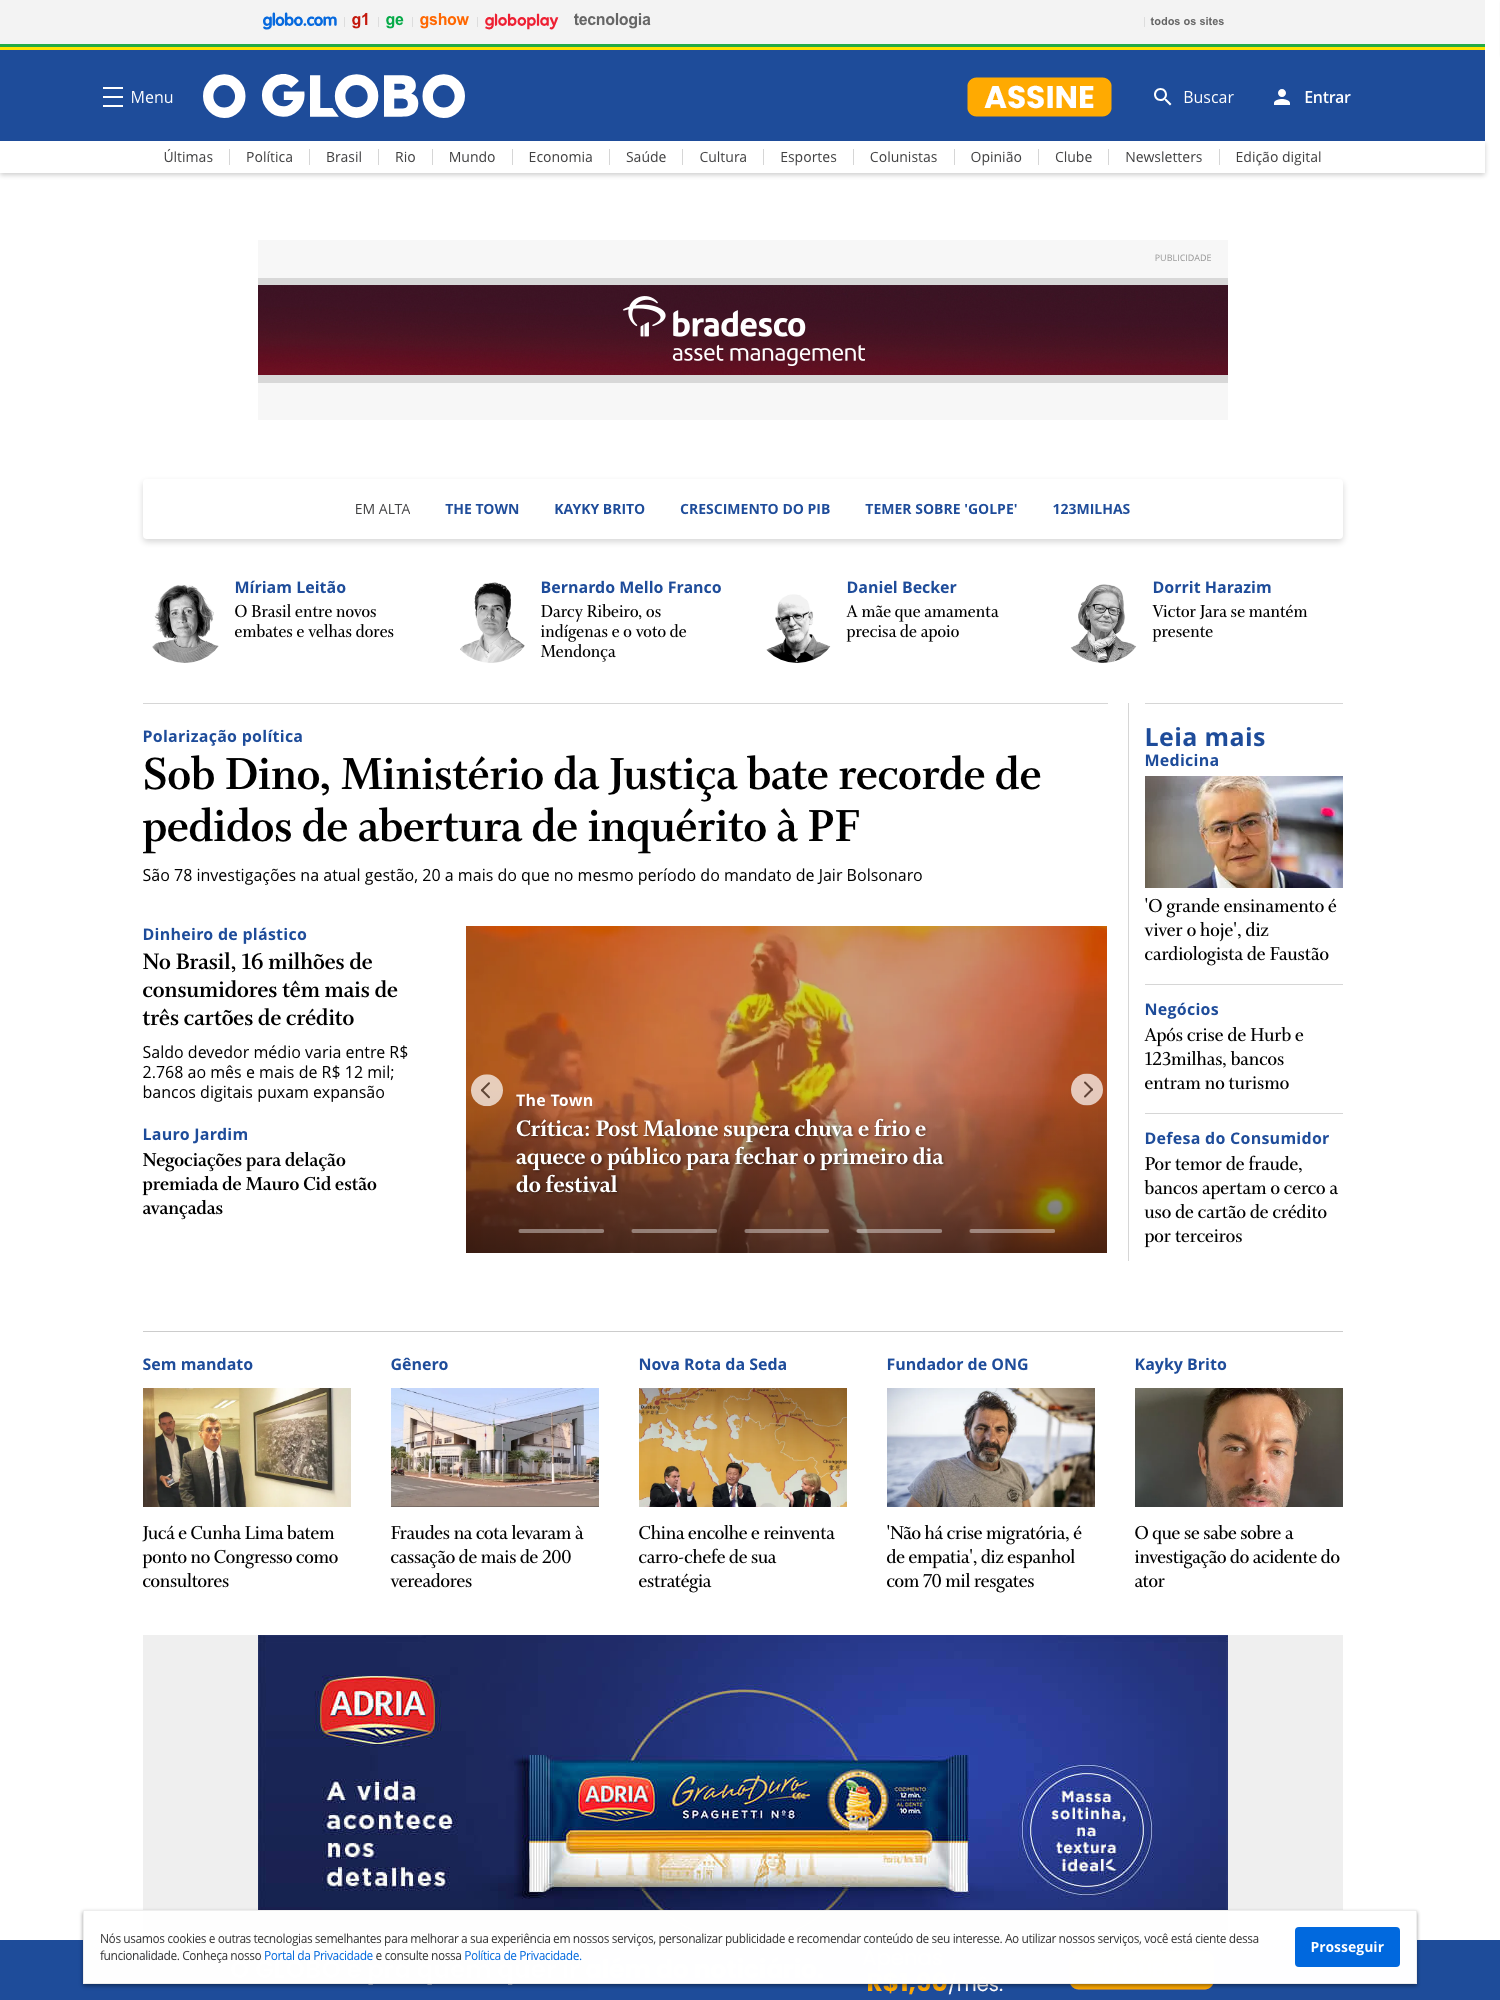 globo.com g1 ge gshow globoplay tecnologia todos os sites
Menu O GLOBO ASSINE Buscar Entrar
Últimas Política Brasil Rio Mundo Economia Saúde Cultura Esportes Colunistas Opinião Clube Newsletters Edição digital
PUBLICIDADE
bradesco
asset management
EM ALTA THE TOWN KAYKY BRITO CRESCIMENTO DO PIB TEMER SOBRE 'GOLPE' 123MILHAS
Míriam Leitão
O Brasil entre novos
embates e velhas dores
Bernardo Mello Franco
Darcy Ribeiro, os
indígenas e o voto de
Mendonça
Daniel Becker
A mãe que amamenta
precisa de apoio
Dorrit Harazim
Victor Jara se mantém
presente
Polarização política
Sob Dino, Ministério da Justiça bate recorde de
pedidos de abertura de inquérito à PF
São 78 investigações na atual gestão, 20 a mais do que no mesmo período do mandato de Jair Bolsonaro
Dinheiro de plástico
No Brasil, 16 milhões de
consumidores têm mais de
três cartões de crédito
Saldo devedor médio varia entre R$
2.768 ao mês e mais de R$ 12 mil;
bancos digitais puxam expansão
Lauro Jardim
Negociações para delação
premiada de Mauro Cid estão
avançadas
The Town
Crítica: Post Malone supera chuva e frio e
aquece o público para fechar o primeiro dia
do festival
Leia mais
Medicina
'O grande ensinamento é
viver o hoje', diz
cardiologista de Faustão
Negócios
Após crise de Hurb e
123milhas, bancos
entram no turismo
Defesa do Consumidor
Por temor de fraude,
bancos apertam o cerco a
uso de cartão de crédito
por terceiros
Sem mandato
Jucá e Cunha Lima batem
ponto no Congresso como
consultores
Gênero
Fraudes na cota levaram à
cassação de mais de 200
vereadores
Nova Rota da Seda
China encolhe e reinventa
carro-chefe de sua
estratégia
Fundador de ONG
'Não há crise migratória, é
de empatia', diz espanhol
com 70 mil resgates
Kayky Brito
O que se sabe sobre a
investigação do acidente do
ator
ADRIA
A vida
acontece
nos
detalhes
ADRIA
GranoDuro
SPAGHETTI Nº8
COZIMENTO
12 min.
AL DENTE
10 min.
Massa
soltinha,
na
textura
ideal
Nós usamos cookies e outras tecnologias semelhantes para melhorar a sua experiência em nossos serviços, personalizar publicidade e recomendar conteúdo de seu interesse. Ao utilizar nossos serviços, você está ciente dessa
funcionalidade. Conheça nosso Portal da Privacidade e consulte nossa Política de Privacidade.
Prosseguir
R$1,90/mês.